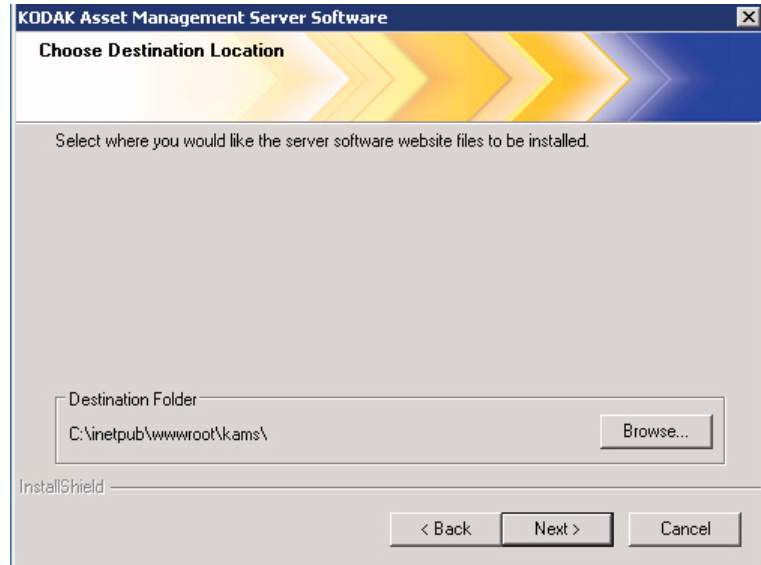 KODAK Asset Management Server Software
Choose Destination Location
Select where you would like the server software website files to be installed.
Destination Folder
C:\inetpub\wwwroot\kams\
Browse...
InstallShield
< Back
Next >
Cancel